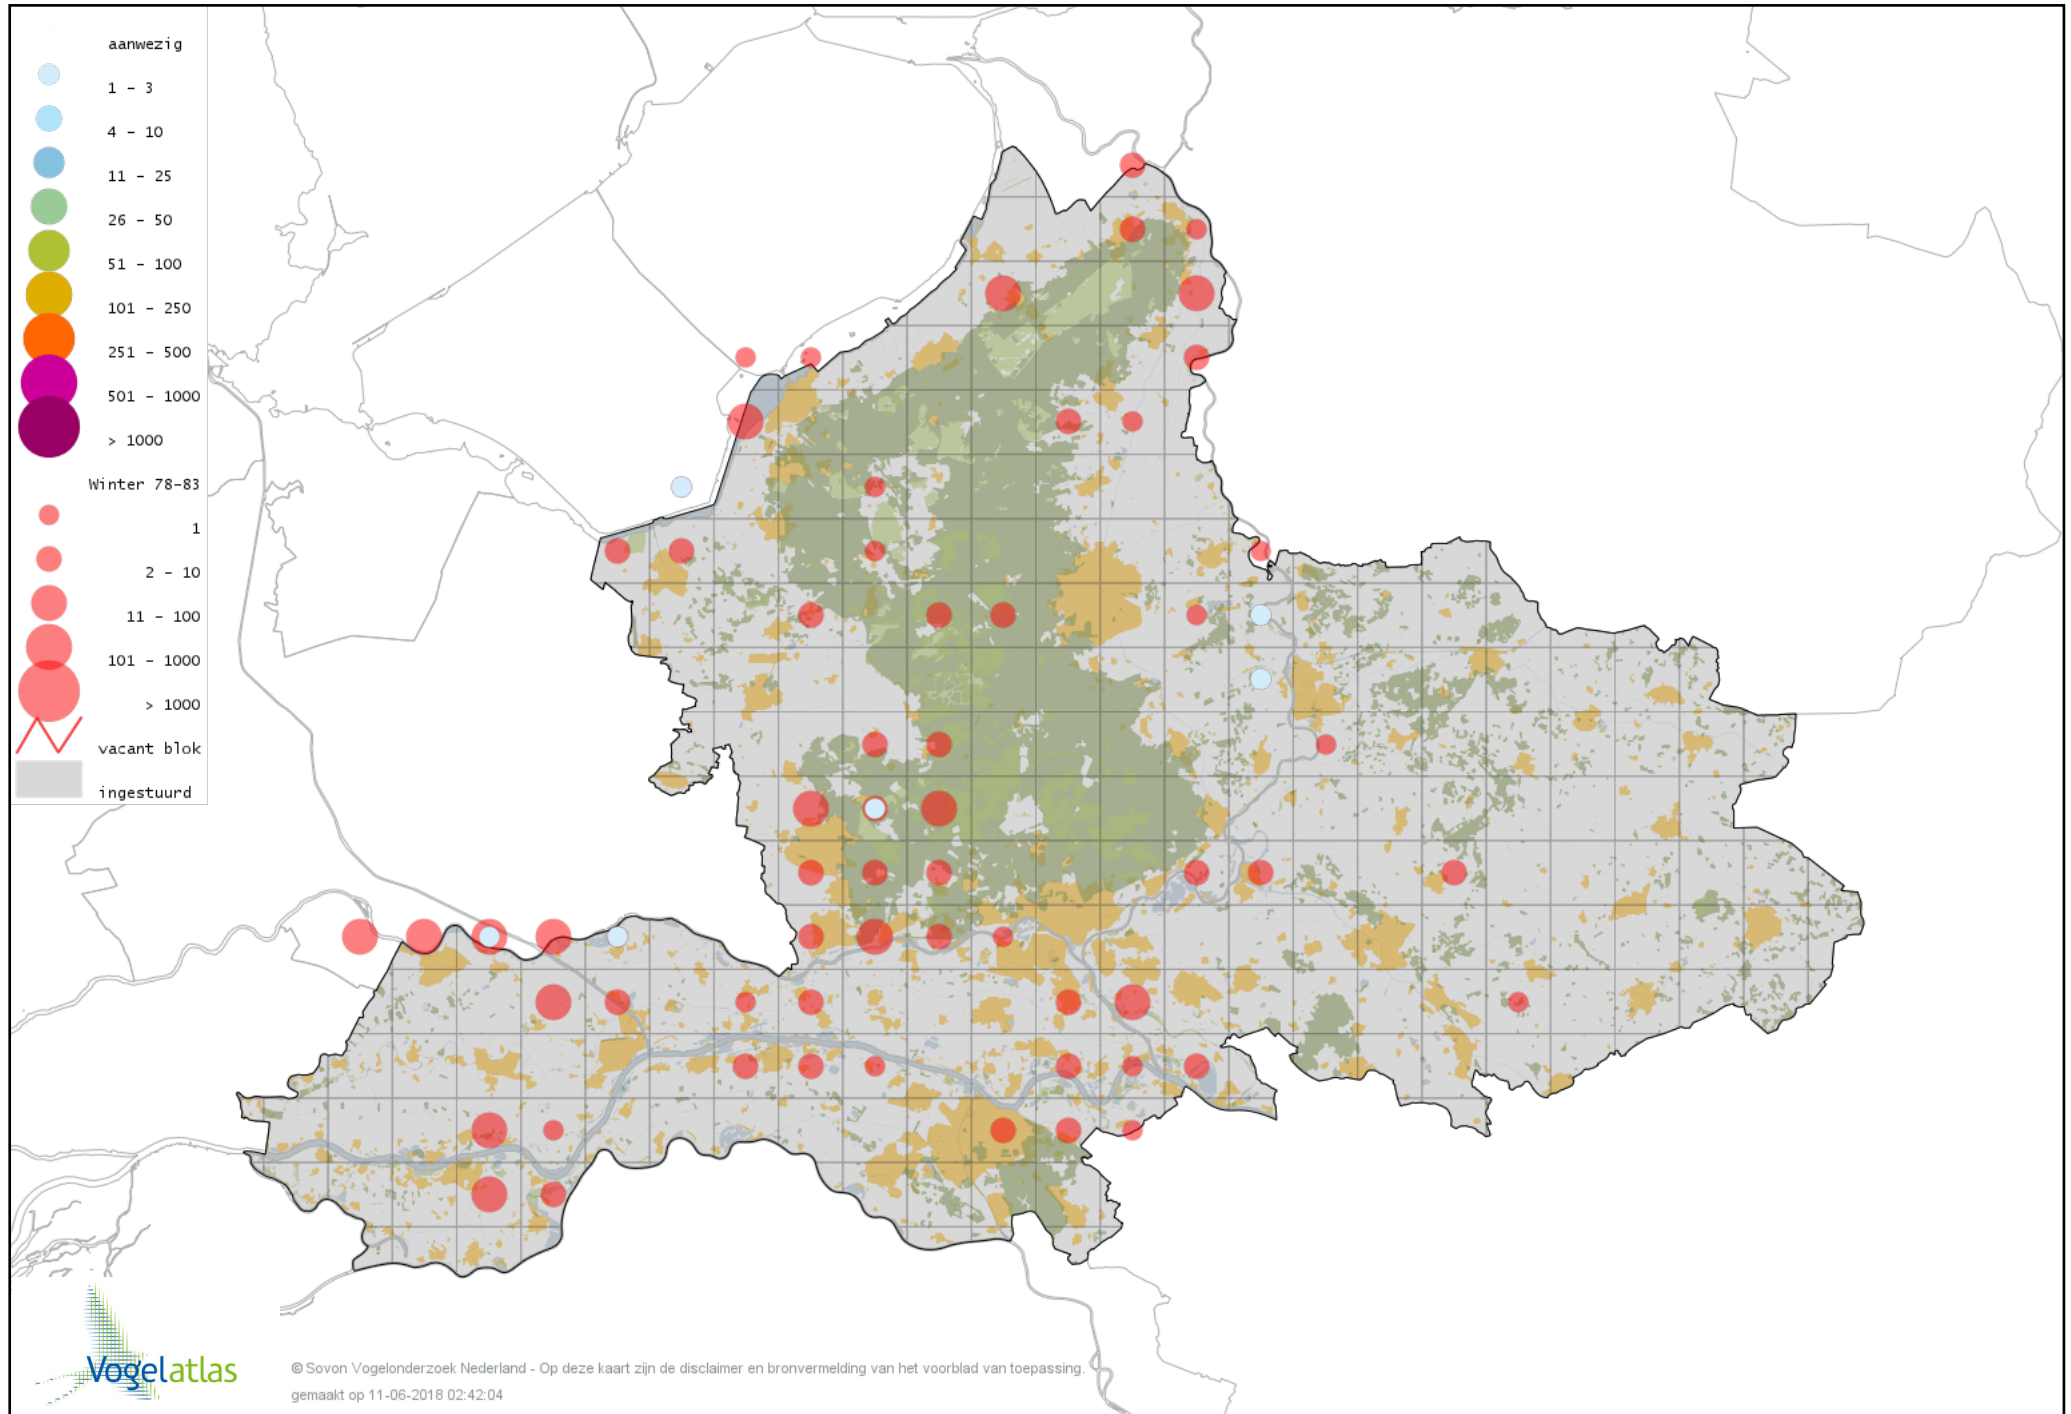 aanwezig
1 - 3
4 - 10
11 - 25
26 - 50
51 - 100
101 - 250
251 - 500
501 - 1000
> 1000
Winter 78-83
1
2 - 10
11 - 100
101 - 1000
> 1000
vacant blok
ingestuurd
Vogelatlas
© Sovon Vogelonderzoek Nederland - Op deze kaart zijn de disclaimer en bronvermelding van het voorblad van toepassing.
gemaakt op 11-06-2018 02:42:04